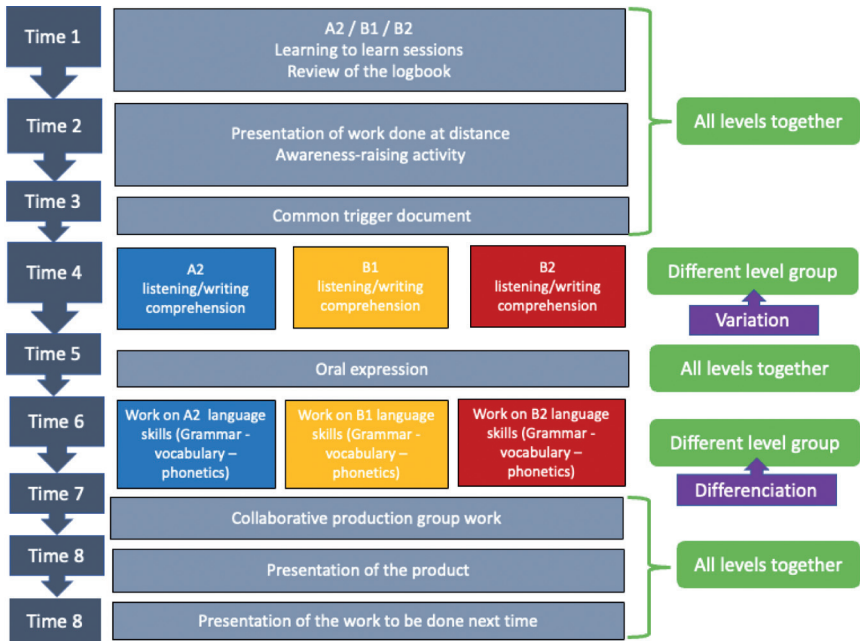 Time 1
A2 / B1 / B2
Learning to learn sessions
Review of the logbook
Time 2
Presentation of work done at distance
Awareness-raising activity
All levels together
Time 3
Common trigger document
Time 4
A2
listening/writing
comprehension
B1
listening/writing
comprehension
B2
listening/writing
comprehension
Different level group
Variation
Time 5
Oral expression
All levels together
Time 6
Work on A2 language
skills (Grammar -
vocabulary –
phonetics)
Work on B1 language
skills (Grammar -
vocabulary –
phonetics)
Work on B2 language
skills (Grammar -
vocabulary –
phonetics)
Different level group
Differenciation
Time 7
Collaborative production group work
Time 8
Presentation of the product
All levels together
Time 8
Presentation of the work to be done next time